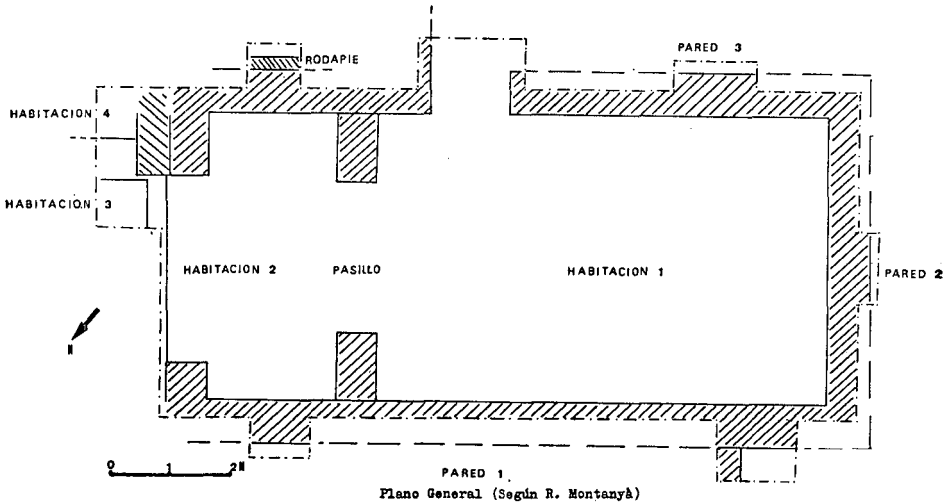 PARED 3
RODAPIE
HABITACION 4
HABITACION 3
HABITACION 2
PASILLO
HABITACION 1
PARED 2
N
0 1 2M
PARED 1
Plano General (Según R. Montanyà)